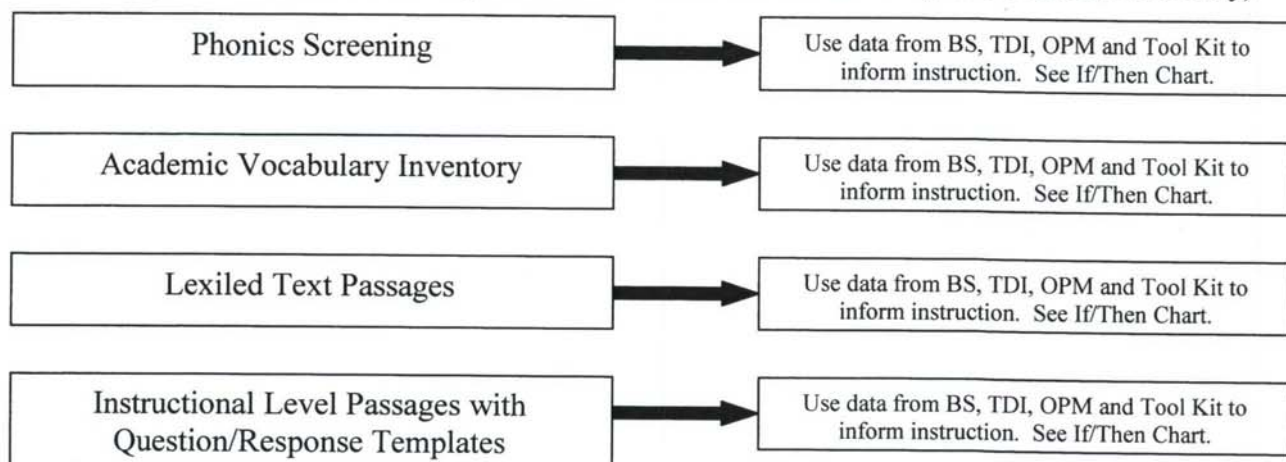 Phonics Screening
Use data from BS, TDI, OPM and Tool Kit to
inform instruction. See If/Then Chart.
Academic Vocabulary Inventory
Use data from BS, TDI, OPM and Tool Kit to
inform instruction. See If/Then Chart.
Lexiled Text Passages
Use data from BS, TDI, OPM and Tool Kit to
inform instruction. See If/Then Chart.
Instructional Level Passages with
Question/Response Templates
Use data from BS, TDI, OPM and Tool Kit to
inform instruction. See If/Then Chart.